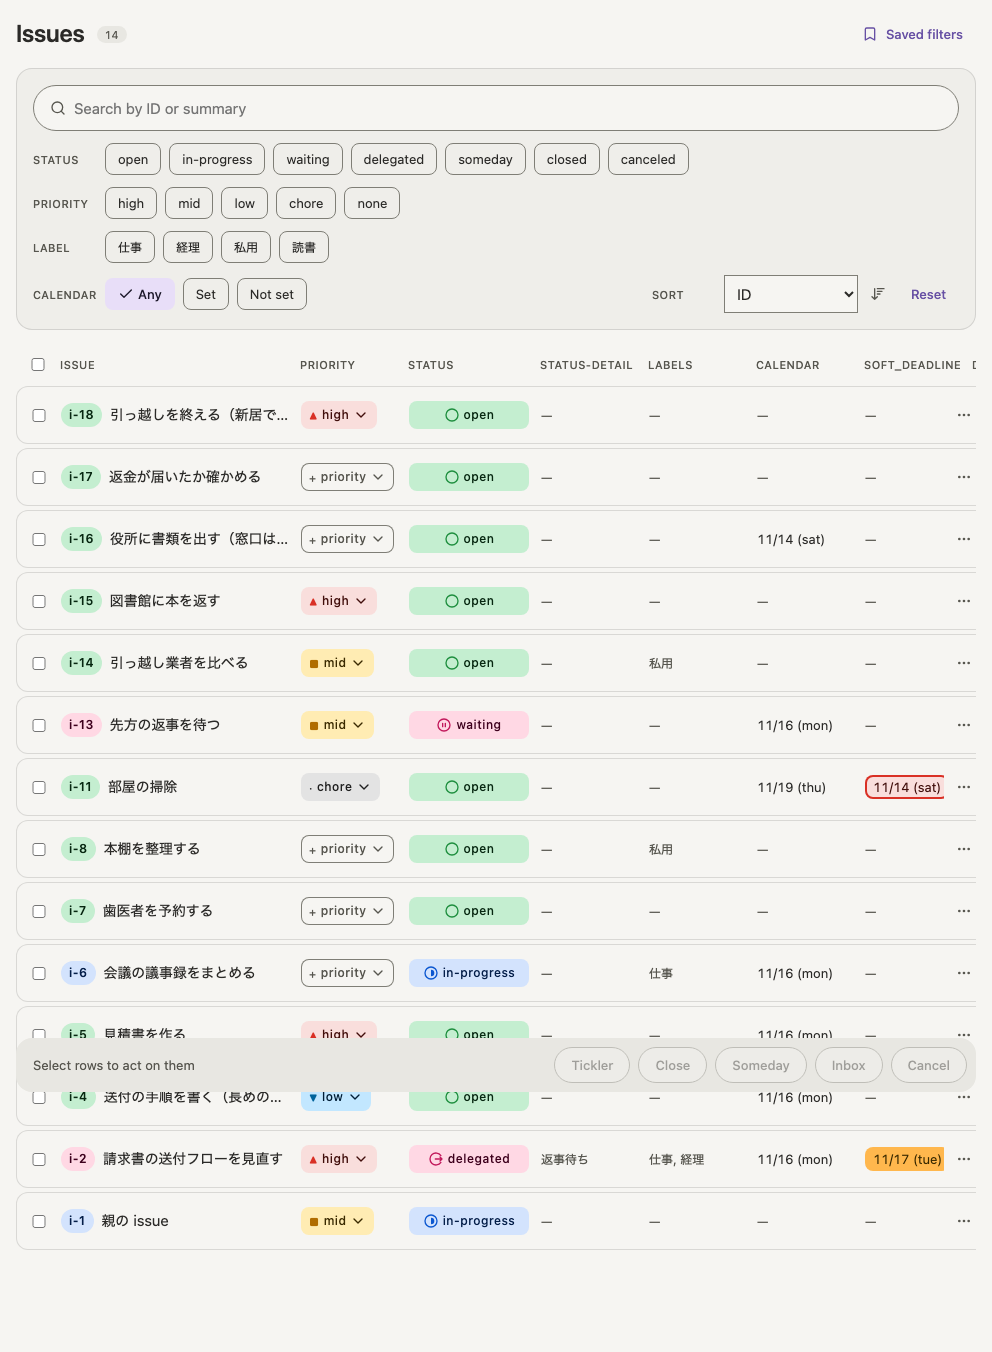 Issues 14 Saved filters
Search by ID or summary
STATUS open in-progress waiting delegated someday closed canceled
PRIORITY high mid low chore none
LABEL 仕事 経理 私用 読書
CALENDAR Any Set Not set SORT ID Reset
ISSUE PRIORITY STATUS STATUS-DETAIL LABELS CALENDAR SOFT_DEADLINE
i-18 引っ越しを終える（新居で... high open — — — — ...
i-17 返金が届いたか確かめる + priority open — — — — ...
i-16 役所に書類を出す（窓口は... + priority open — — 11/14 (sat) — ...
i-15 図書館に本を返す high open — — — — ...
i-14 引っ越し業者を比べる mid open — 私用 — — ...
i-13 先方の返事を待つ mid waiting — — 11/16 (mon) — ...
i-11 部屋の掃除 chore open — — 11/19 (thu) 11/14 (sat) ...
i-8 本棚を整理する + priority open — 私用 — — ...
i-7 歯医者を予約する + priority open — — — — ...
i-6 会議の議事録をまとめる + priority in-progress — 仕事 11/16 (mon) — ...
i-5 見積書を作る high open — — 11/16 (mon) — ...
Select rows to act on them Tickler Close Someday Inbox Cancel
i-4 送付の手順を書く（長めの... low open — — 11/16 (mon) — ...
i-2 請求書の送付フローを見直す high delegated 返事待ち 仕事, 経理 11/16 (mon) 11/17 (tue) ...
i-1 親の issue mid in-progress — — — — ...